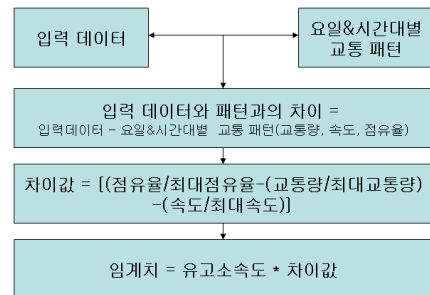 입력 데이터
요일&시간대별
교통 패턴
입력 데이터와 패턴과의 차이 =
입력데이터 - 요일&시간대별 교통 패턴(교통량, 속도, 점유율)
차이값 = [(점유율/최대점유율-(교통량/최대교통량)
-(속도/최대속도)]
임계치 = 유고소속도 * 차이값